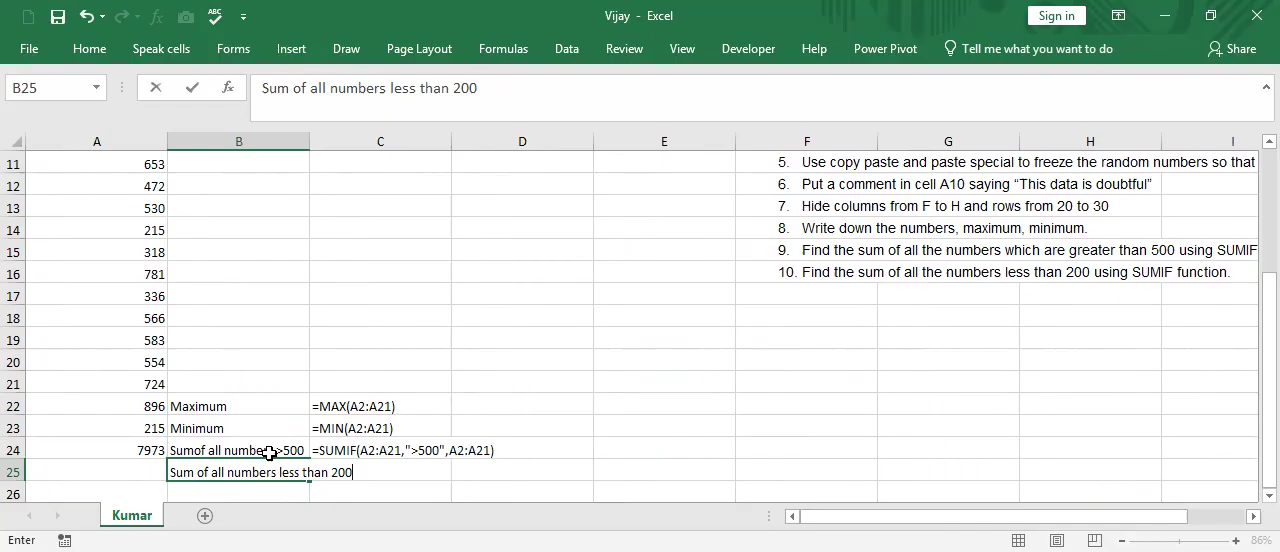 ABC
Vijay - Excel
Sign in
File Home Speak cells Forms Insert Draw Page Layout Formulas Data Review View Developer Help Power Pivot Tell me what you want to do Share
B25 fx Sum of all numbers less than 200
A B C D E F G H I
11 653 5. Use copy paste and paste special to freeze the random numbers so that
12 472 6. Put a comment in cell A10 saying “This data is doubtful”
13 530 7. Hide columns from F to H and rows from 20 to 30
14 215 8. Write down the numbers, maximum, minimum.
15 318 9. Find the sum of all the numbers which are greater than 500 using SUMIF
16 781 10. Find the sum of all the numbers less than 200 using SUMIF function.
17 336
18 566
19 583
20 554
21 724
22 896 Maximum =MAX(A2:A21)
23 215 Minimum =MIN(A2:A21)
24 7973 Sumof all number >500 =SUMIF(A2:A21,">500",A2:A21)
25 Sum of all numbers less than 200
26
Kumar
Enter 86%